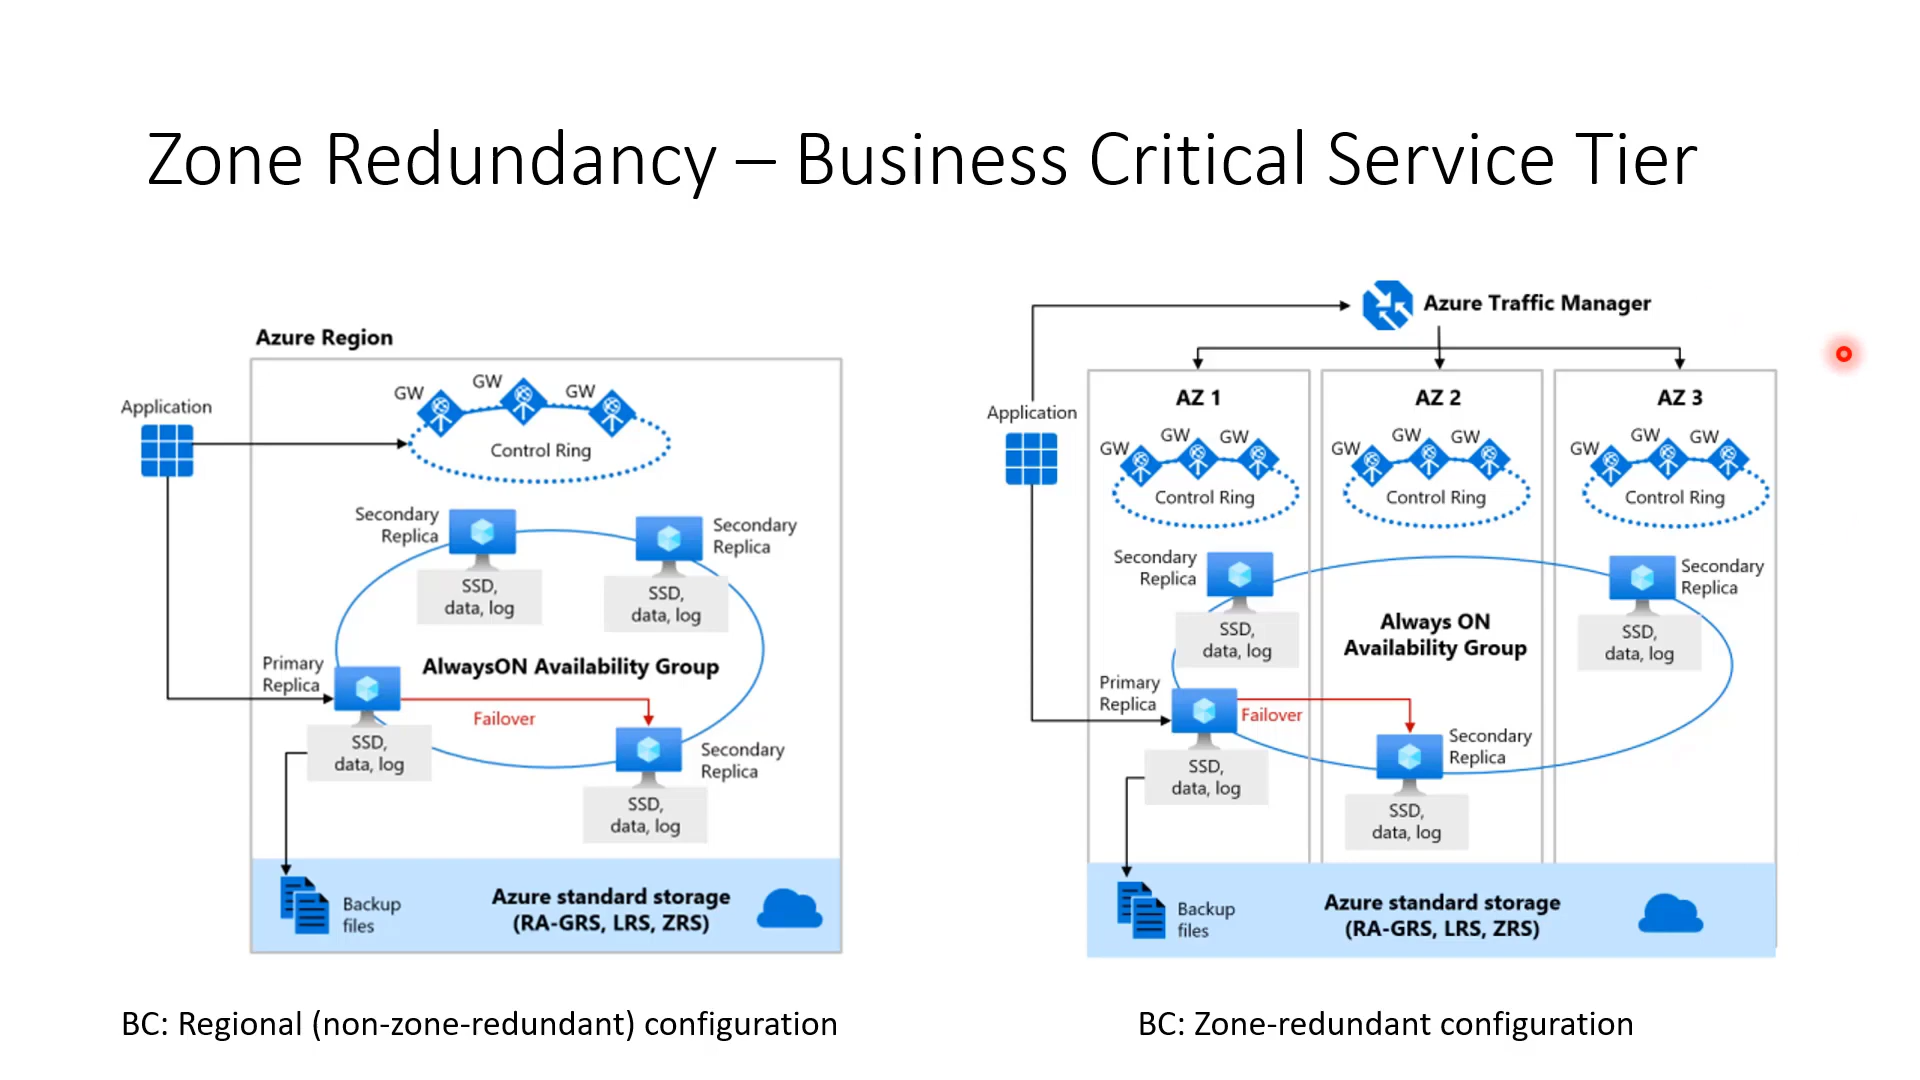 Zone Redundancy – Business Critical Service Tier
Azure Region
Application
GW
GW
GW
Control Ring
Secondary
Replica
SSD,
data, log
Secondary
Replica
SSD,
data, log
AlwaysON Availability Group
Primary
Replica
Failover
SSD,
data, log
Secondary
Replica
SSD,
data, log
Backup
files
Azure standard storage
(RA-GRS, LRS, ZRS)
BC: Regional (non-zone-redundant) configuration
Azure Traffic Manager
Application
AZ 1
GW
GW
GW
Control Ring
AZ 2
GW
GW
GW
Control Ring
AZ 3
GW
GW
GW
Control Ring
Secondary
Replica
SSD,
data, log
Always ON
Availability Group
Secondary
Replica
SSD,
data, log
Primary
Replica
Failover
SSD,
data, log
Secondary
Replica
SSD,
data, log
Backup
files
Azure standard storage
(RA-GRS, LRS, ZRS)
BC: Zone-redundant configuration